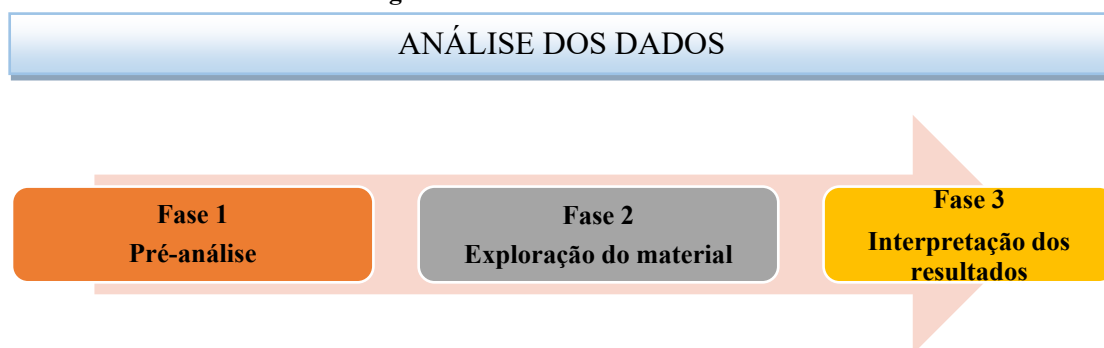 ANÁLISE DOS DADOS
Fase 1
Pré-análise
Fase 2
Exploração do material
Fase 3
Interpretação dos
resultados